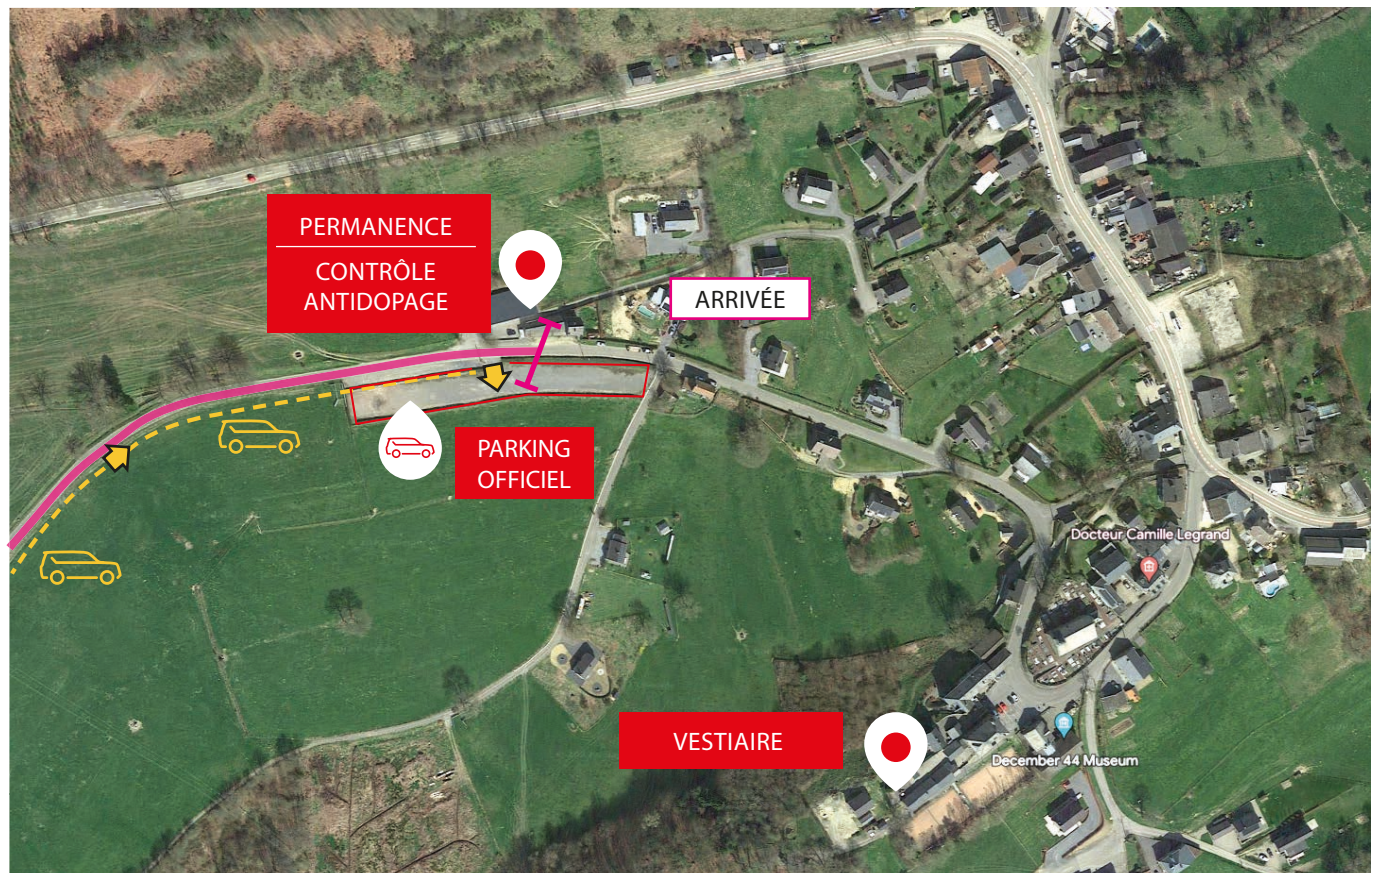 PERMANENCE
CONTRÔLE
ANTIDOPAGE
ARRIVÉE
PARKING
OFFICIEL
Docteur Camille Legrand
VESTIAIRE
December 44 Museum